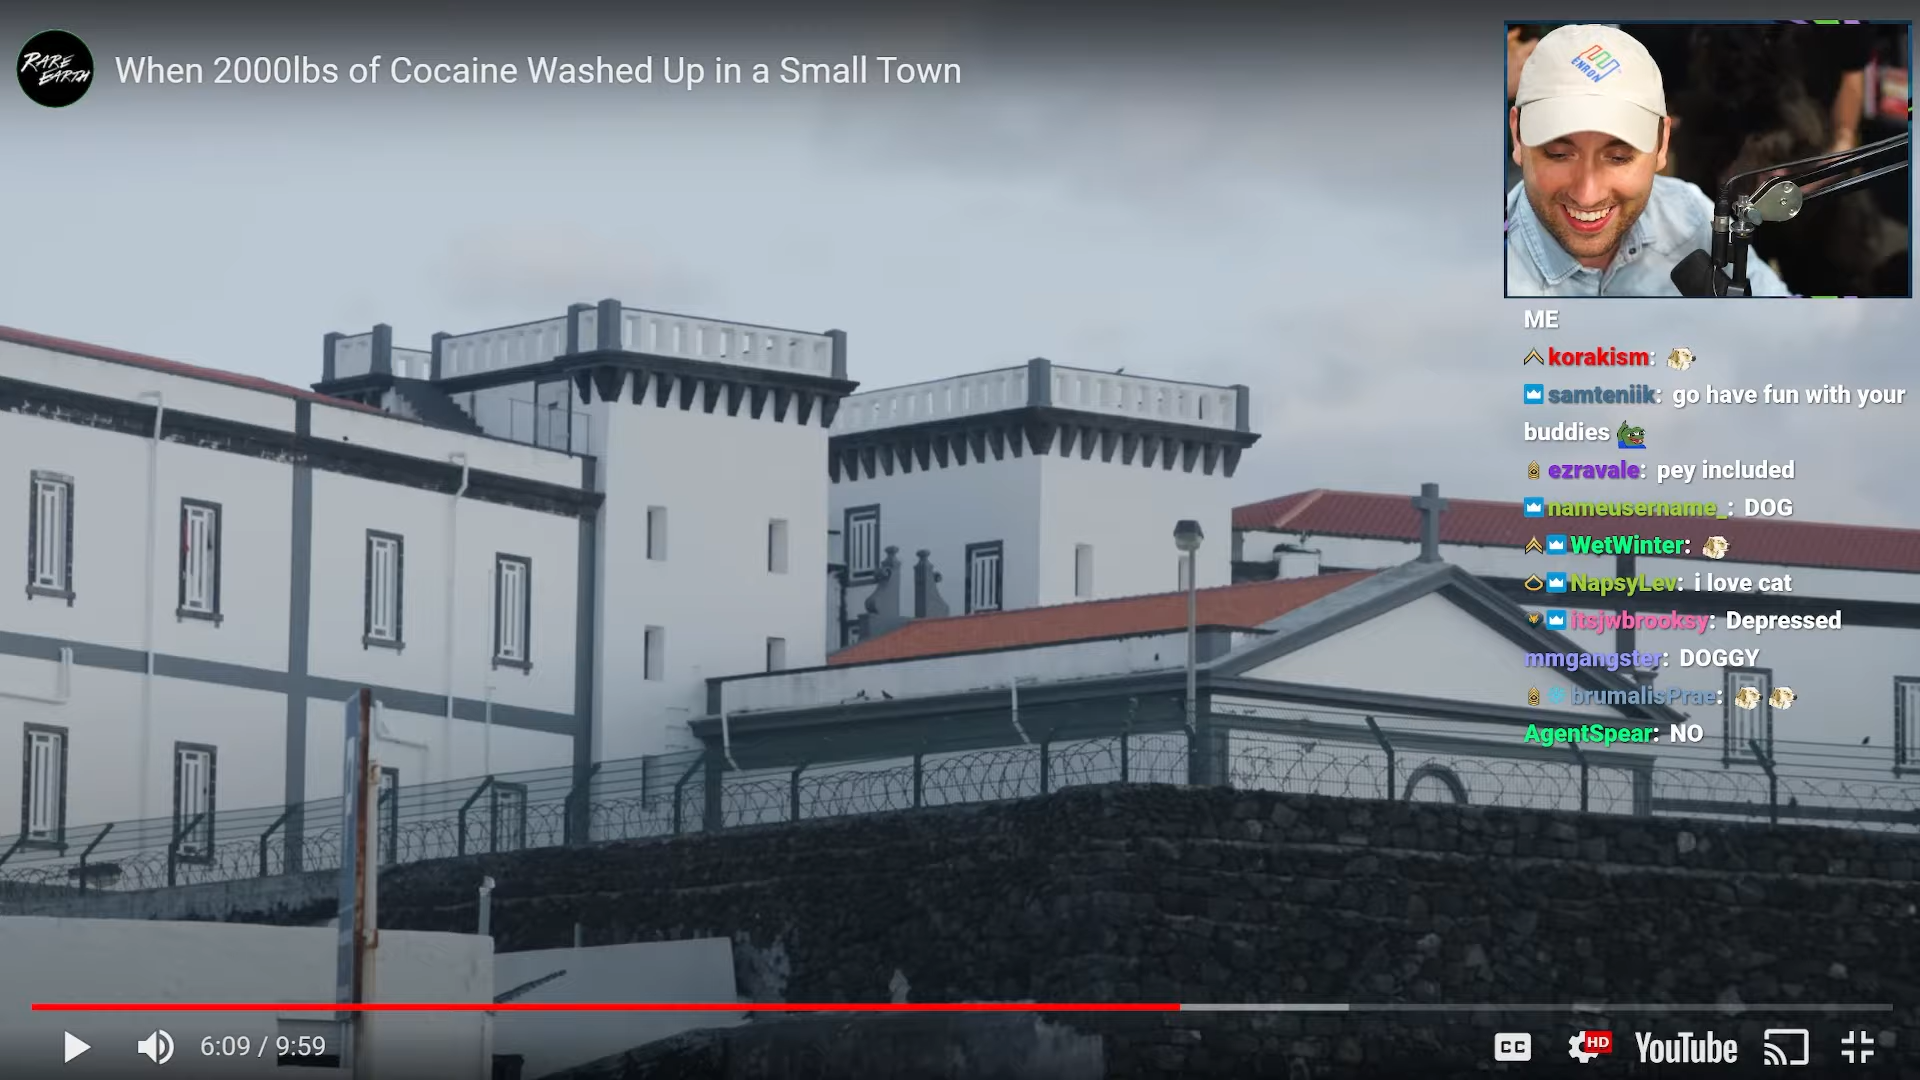 RARE
EARTH
When 2000lbs of Cocaine Washed Up in a Small Town
ENRON
ME
korakism:
samteniik: go have fun with your
buddies
ezravale: pey included
nameusername_: DOG
WetWinter:
NapsyLev: i love cat
itsjwbrooksy: Depressed
mmgangster: DOGGY
brumalisPrae:
AgentSpear: NO
6:09 / 9:59
CC
HD
YouTube